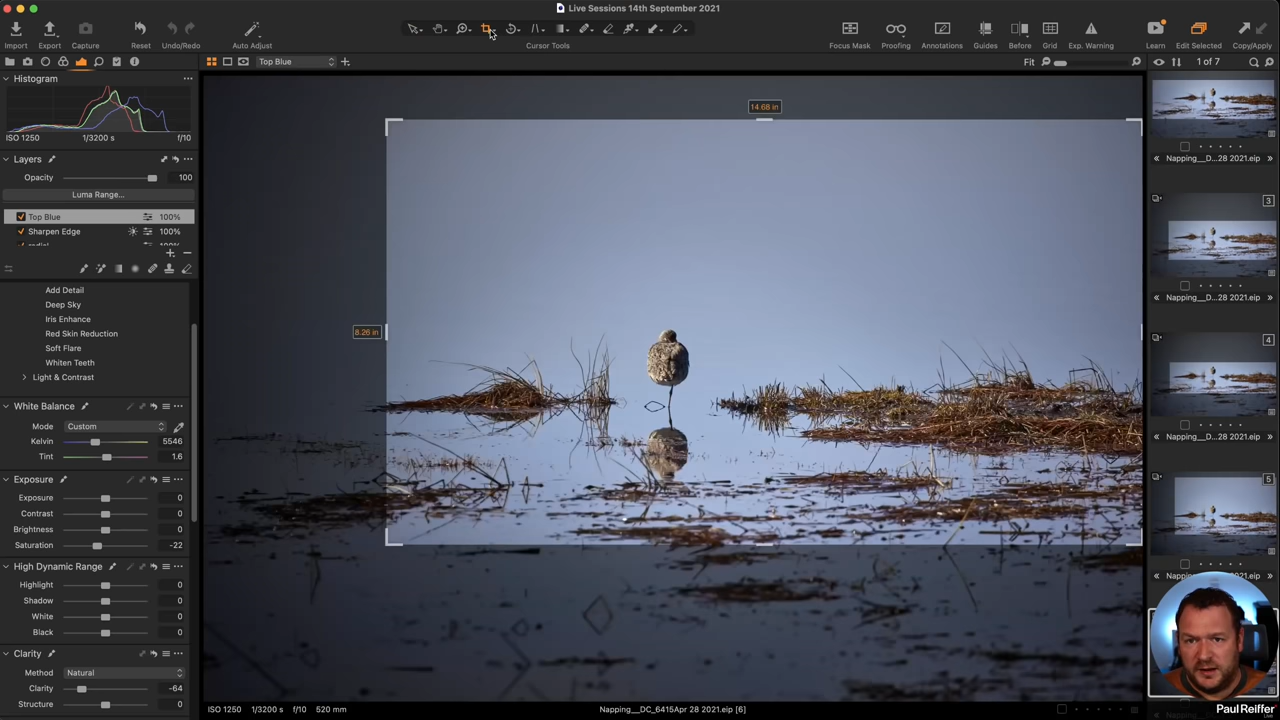 Live Sessions 14th September 2021
Import
Export
Capture
Reset
Undo/Redo
Auto Adjust
Cursor Tools
Focus Mask
Proofing
Annotations
Guides
Before
Grid
Exp. Warning
Learn
Edit Selected
Copy/Apply
Top Blue
Fit
1 of 7
Histogram
ISO 1250 1/3200 s f/10
Layers
Opacity 100
Luma Range...
Top Blue 100%
Sharpen Edge 100%
radial 100%
Add Detail
Deep Sky
Iris Enhance
Red Skin Reduction
Soft Flare
Whiten Teeth
Light & Contrast
White Balance
Mode Custom
Kelvin 5546
Tint 1.6
Exposure
Exposure 0
Contrast 0
Brightness 0
Saturation -22
High Dynamic Range
Highlight 0
Shadow 0
White 0
Black 0
Clarity
Method Natural
Clarity -64
Structure 0
14.68 in
8.26 in
Napping__D...28 2021.eip
3
Napping__D...28 2021.eip
4
Napping__D...28 2021.eip
5
ISO 1250 1/3200 s f/10 520 mm
Napping__DC_6415Apr 28 2021.eip [6]
Paul Reiffer
Live